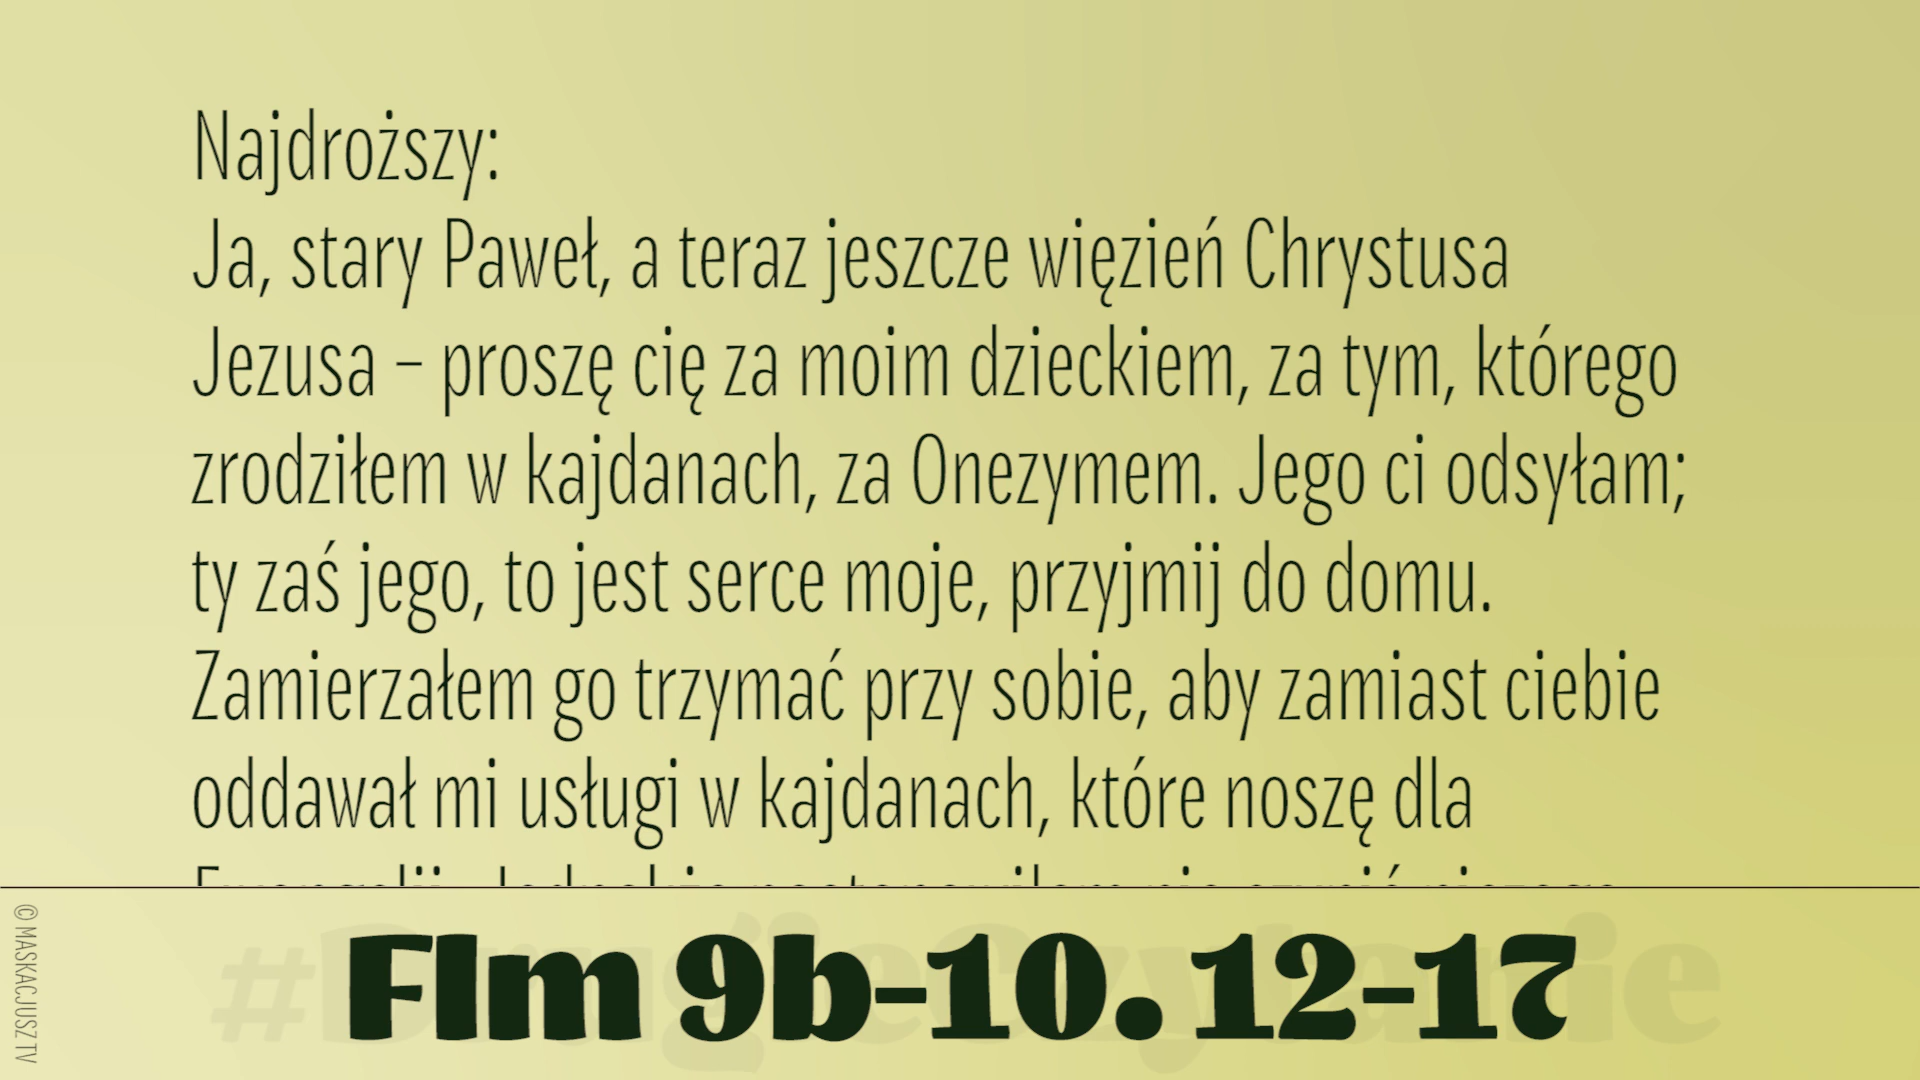 Najdroższy:
Ja, stary Paweł, a teraz jeszcze więzień Chrystusa
Jezusa – proszę cię za moim dzieckiem, za tym, którego
zrodziłem w kajdanach, za Onezymem. Jego ci odsyłam;
ty zaś jego, to jest serce moje, przyjmij do domu.
Zamierzałem go trzymać przy sobie, aby zamiast ciebie
oddawał mi usługi w kajdanach, które noszę dla
#DrugieCzytanie
Flm 9b-10. 12-17
© MASKACJUSZ TV